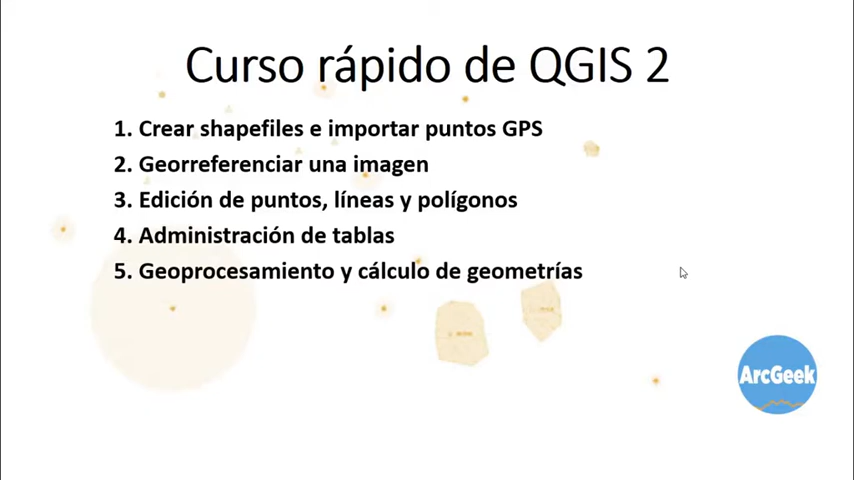 Curso rápido de QGIS 2
1. Crear shapefiles e importar puntos GPS
2. Georreferenciar una imagen
3. Edición de puntos, líneas y polígonos
4. Administración de tablas
5. Geoprocesamiento y cálculo de geometrías
ArcGeek